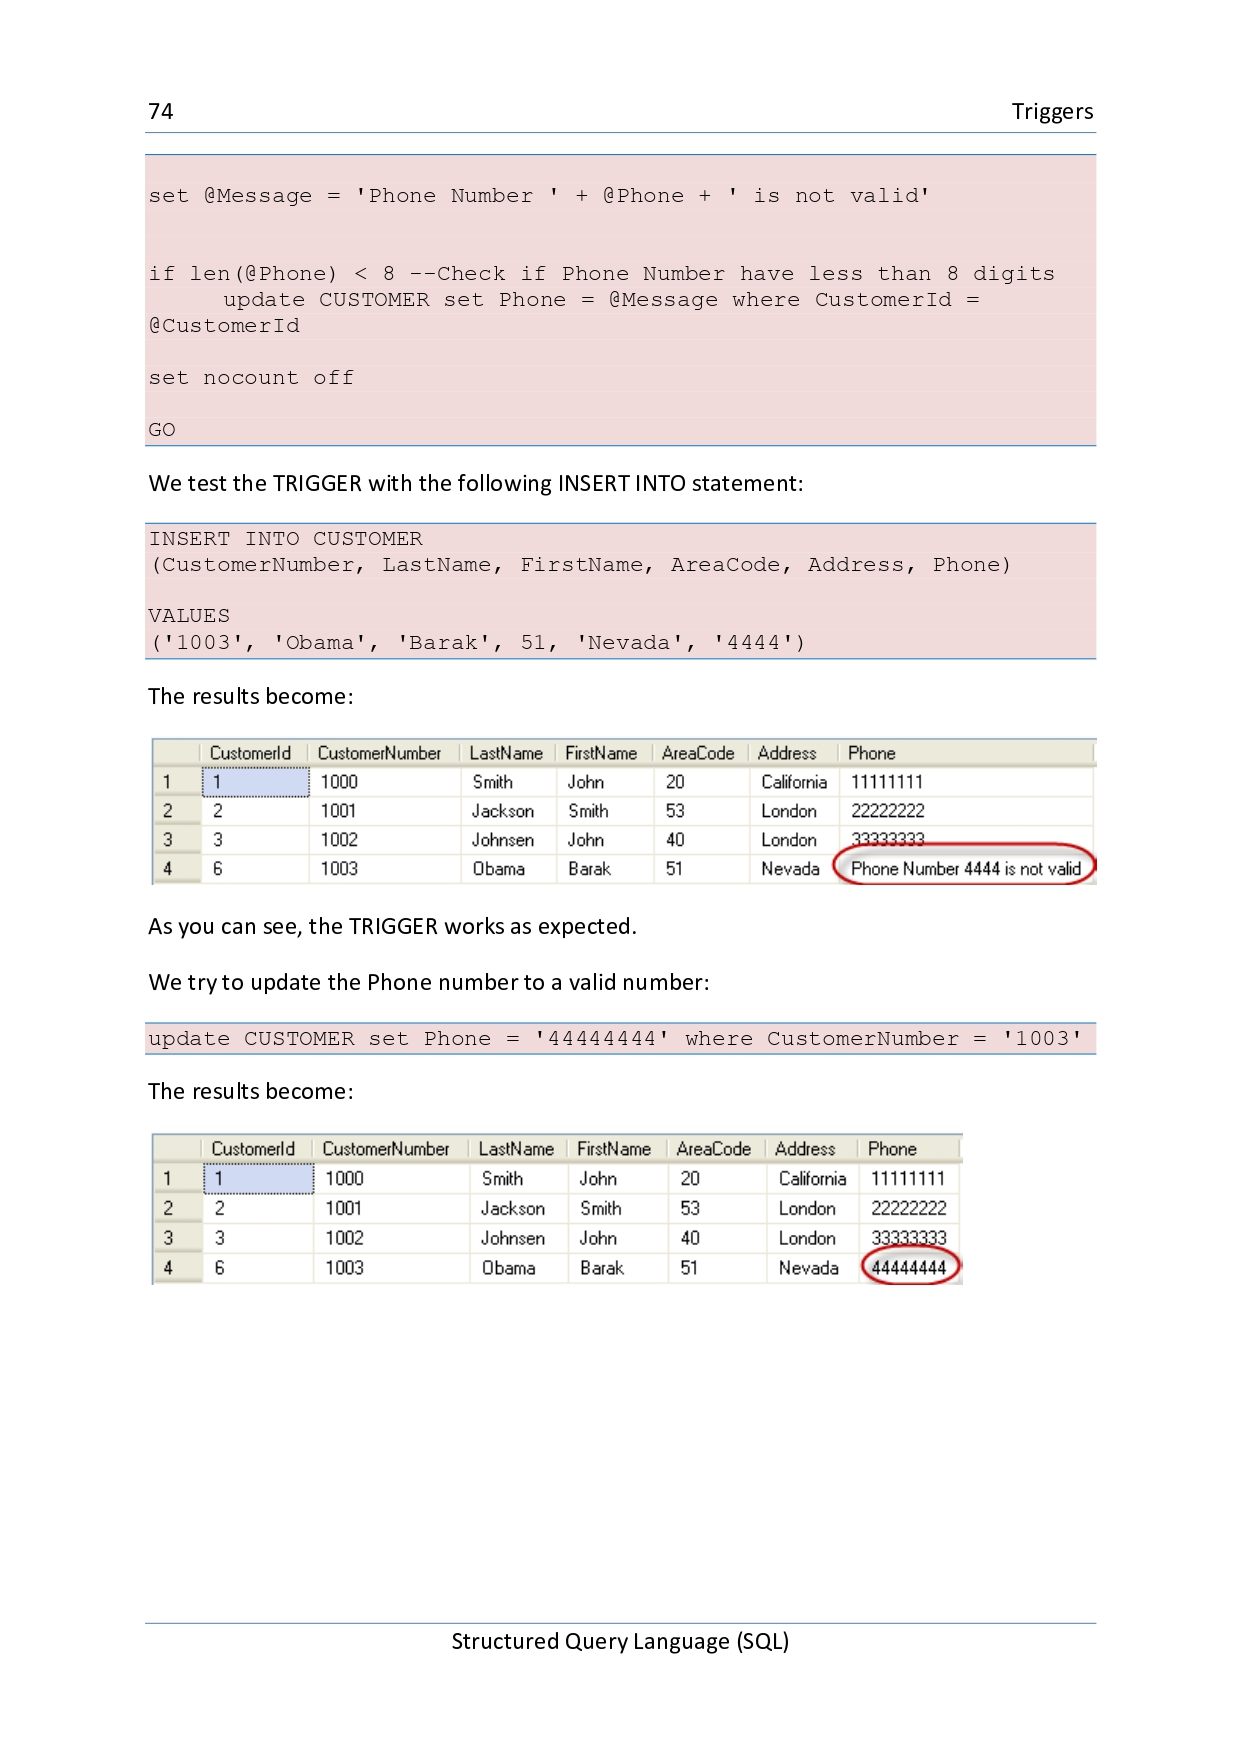 74 Triggers
set @Message = 'Phone Number ' + @Phone + ' is not valid'
if len(@Phone) < 8 --Check if Phone Number have less than 8 digits
update CUSTOMER set Phone = @Message where CustomerId =
@CustomerId
set nocount off
GO
We test the TRIGGER with the following INSERT INTO statement:
INSERT INTO CUSTOMER
(CustomerNumber, LastName, FirstName, AreaCode, Address, Phone)
VALUES
('1003', 'Obama', 'Barak', 51, 'Nevada', '4444')
The results become:
CustomerId CustomerNumber LastName FirstName AreaCode Address Phone
1 1 1000 Smith John 20 California 11111111
2 2 1001 Jackson Smith 53 London 22222222
3 3 1002 Johnsen John 40 London 33333333
4 6 1003 Obama Barak 51 Nevada Phone Number 4444 is not valid
As you can see, the TRIGGER works as expected.
We try to update the Phone number to a valid number:
update CUSTOMER set Phone = '44444444' where CustomerNumber = '1003'
The results become:
CustomerId CustomerNumber LastName FirstName AreaCode Address Phone
1 1 1000 Smith John 20 California 11111111
2 2 1001 Jackson Smith 53 London 22222222
3 3 1002 Johnsen John 40 London 33333333
4 6 1003 Obama Barak 51 Nevada 44444444
Structured Query Language (SQL)